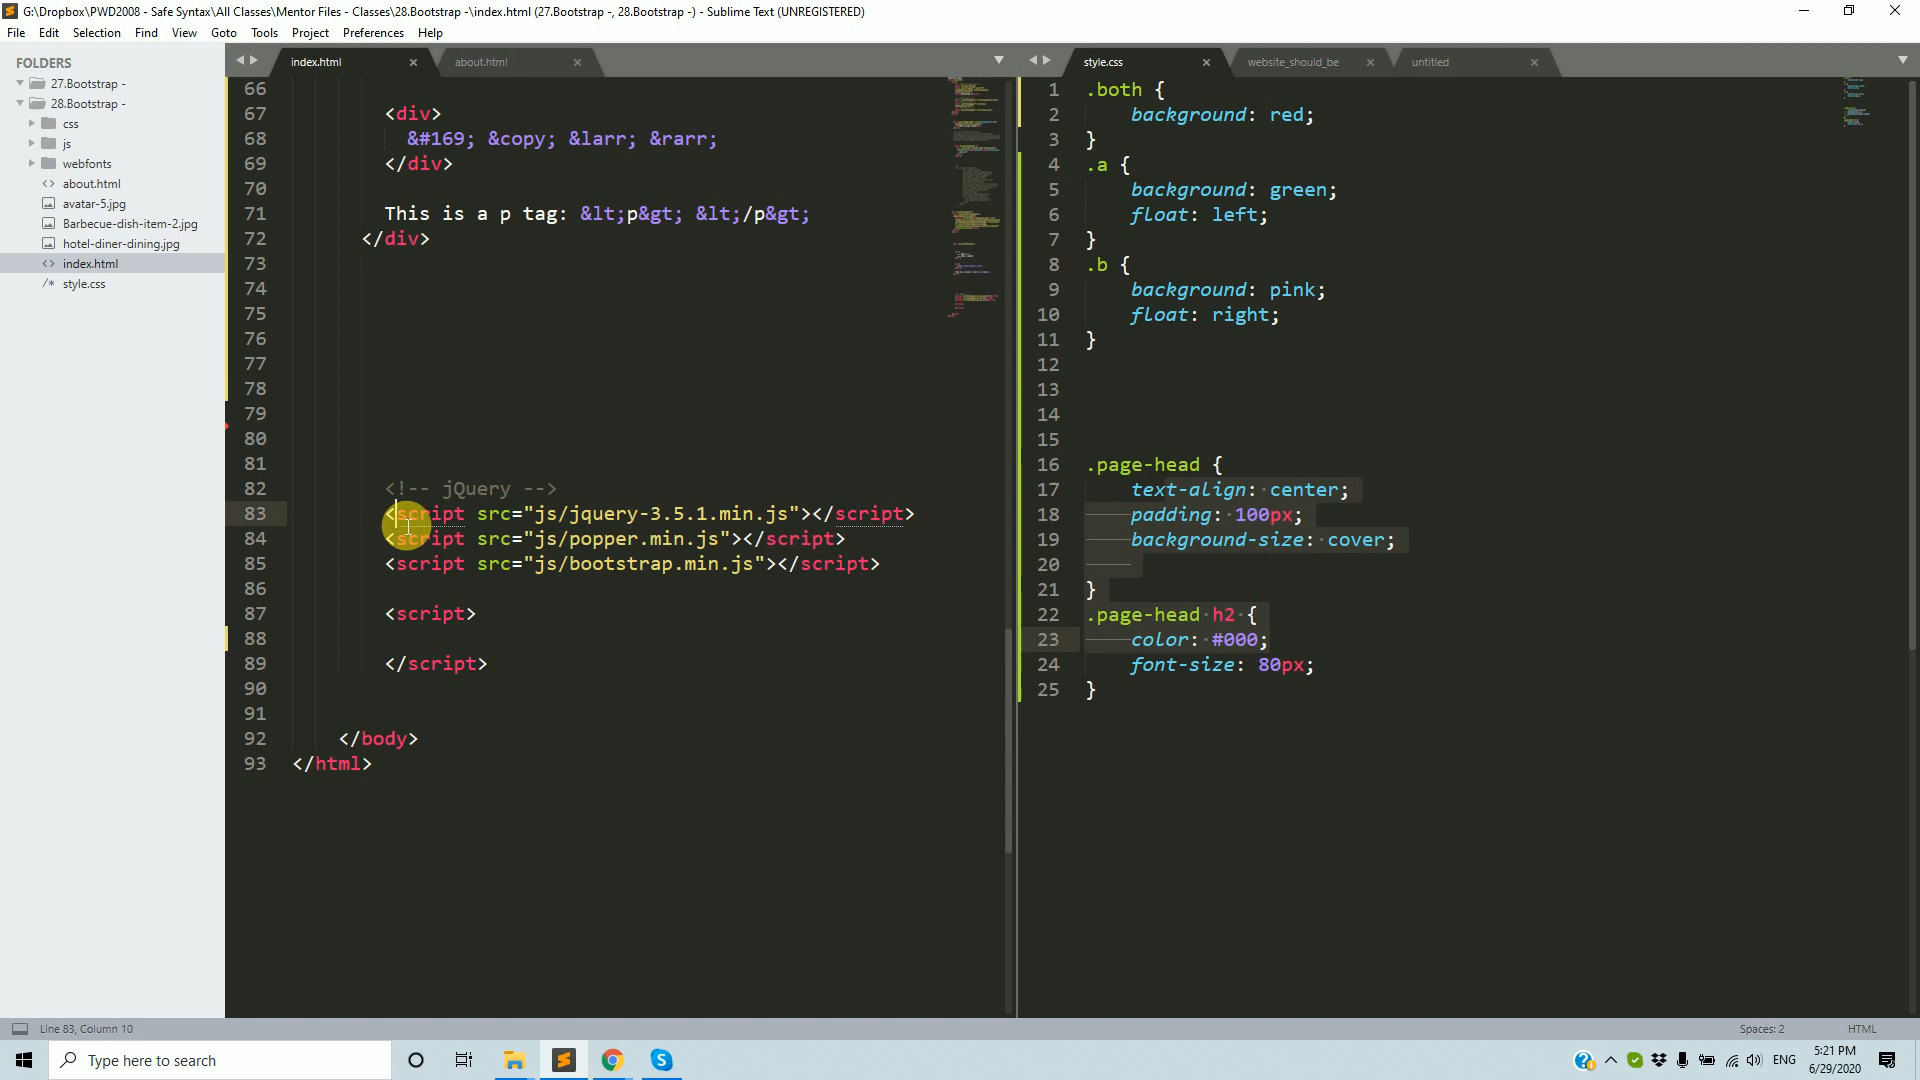 G:\Dropbox\PWD2008 - Safe Syntax\All Classes\Mentor Files - Classes\28.Bootstrap -\index.html (27.Bootstrap -, 28.Bootstrap -) - Sublime Text (UNREGISTERED)
File Edit Selection Find View Goto Tools Project Preferences Help
FOLDERS
27.Bootstrap -
28.Bootstrap -
css
js
webfonts
about.html
avatar-5.jpg
Barbecue-dish-item-2.jpg
hotel-diner-dining.jpg
index.html
style.css
index.html about.html
66
67 <div>
68 &#169; &copy; &larr; &rarr;
69 </div>
70
71 This is a p tag: &lt;p&gt; &lt;/p&gt;
72 </div>
73
74
75
76
77
78
79
80
81
82 <!-- jQuery -->
83 <script src="js/jquery-3.5.1.min.js"></script>
84 <script src="js/popper.min.js"></script>
85 <script src="js/bootstrap.min.js"></script>
86
87 <script>
88
89 </script>
90
91
92 </body>
93 </html>
style.css website_should_be untitled
1 .both {
2 background: red;
3 }
4 .a {
5 background: green;
6 float: left;
7 }
8 .b {
9 background: pink;
10 float: right;
11 }
12
13
14
15
16 .page-head {
17 text-align: center;
18 padding: 100px;
19 background-size: cover;
20
21 }
22 .page-head h2 {
23 color: #000;
24 font-size: 80px;
25 }
Line 83, Column 10
Spaces: 2 HTML
Type here to search
ENG
5:21 PM
6/29/2020